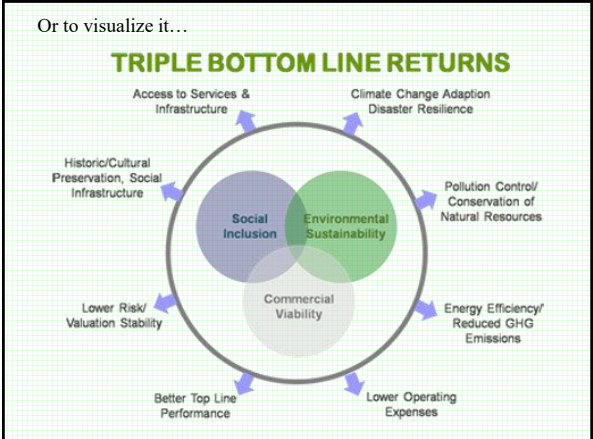 Or to visualize it…
TRIPLE BOTTOM LINE RETURNS
Access to Services &
Infrastructure
Climate Change Adaption
Disaster Resilience
Historic/Cultural
Preservation, Social
Infrastructure
Pollution Control/
Conservation of
Natural Resources
Social
Inclusion
Environmental
Sustainability
Commercial
Viability
Lower Risk/
Valuation Stability
Energy Efficiency/
Reduced GHG
Emissions
Better Top Line
Performance
Lower Operating
Expenses